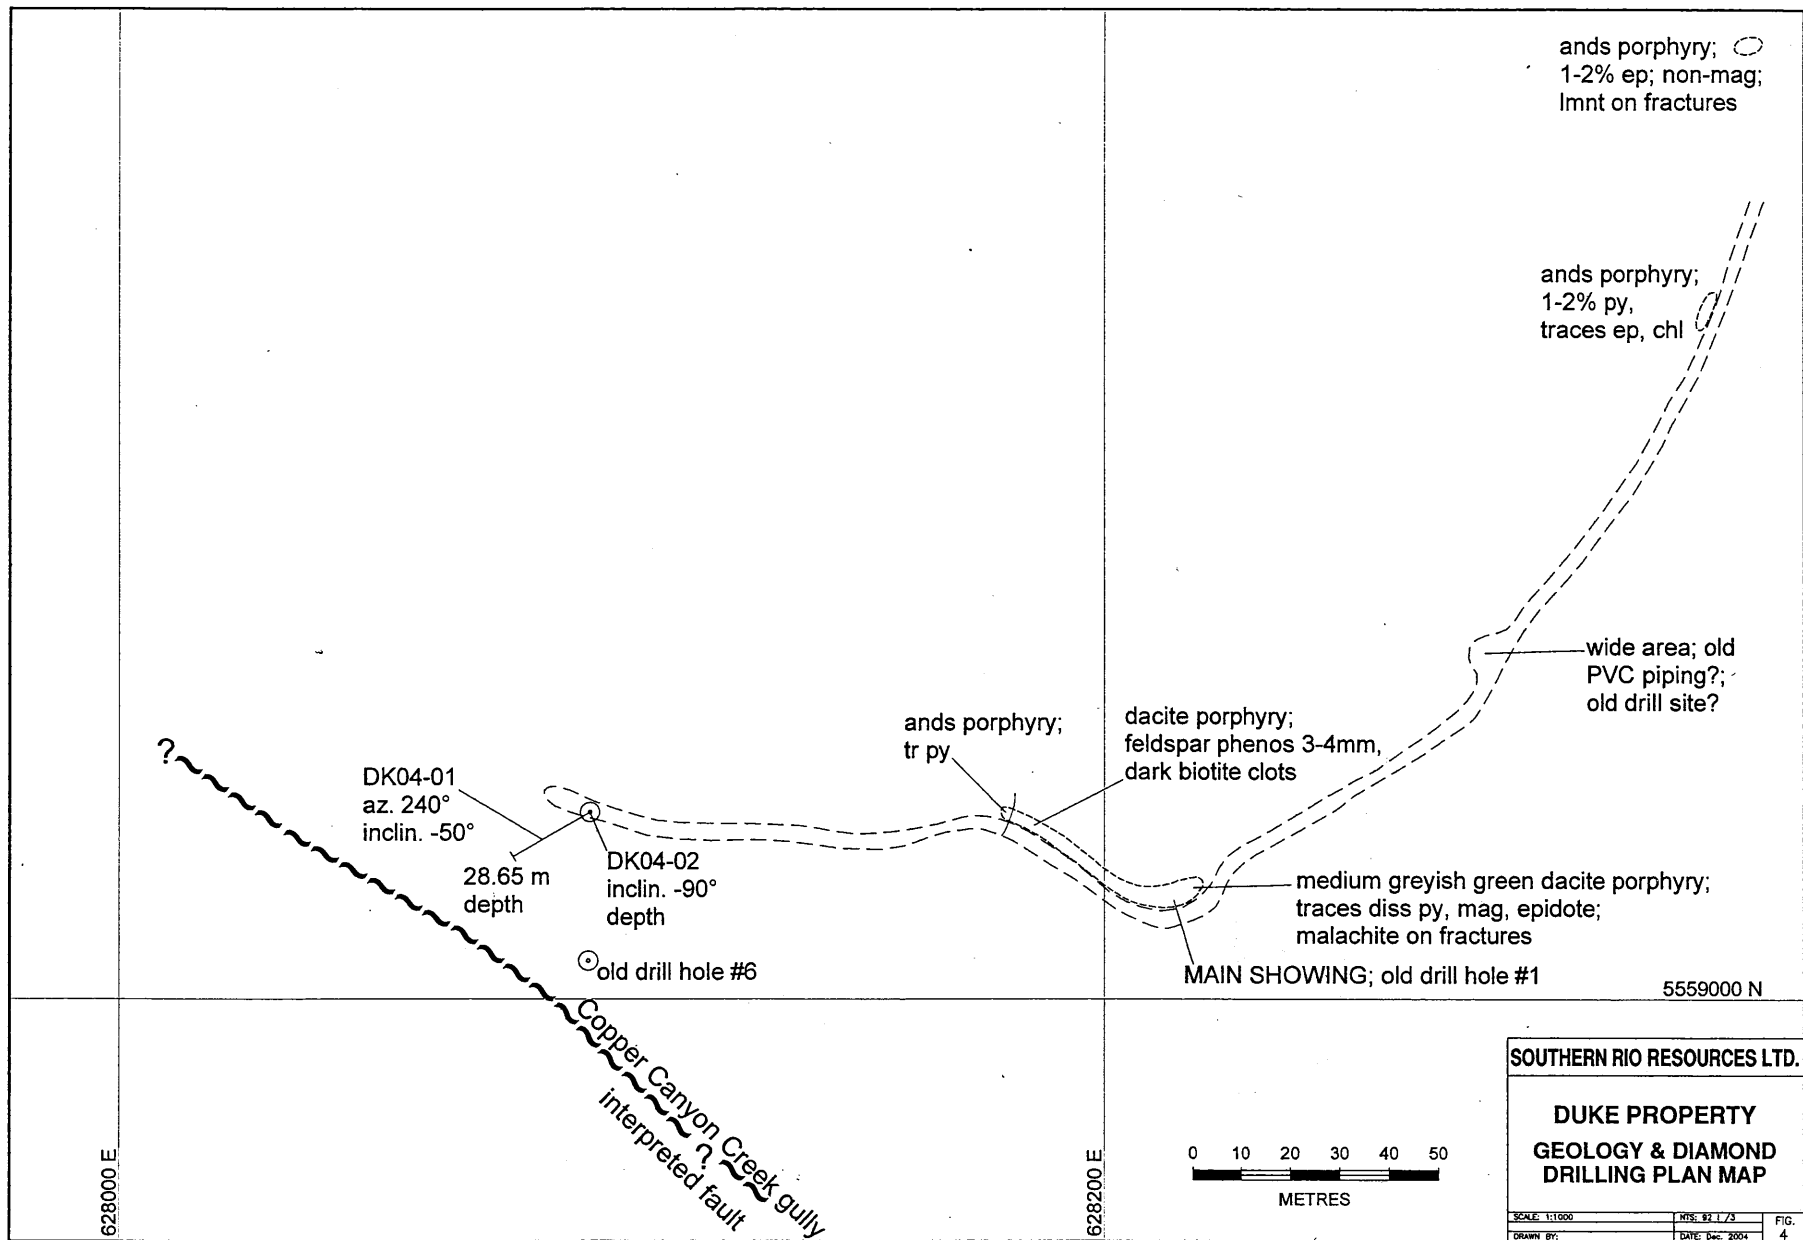 ands porphyry;
1-2% ep; non-mag;
lmnt on fractures
ands porphyry;
1-2% py,
traces ep, chl
wide area; old
PVC piping?;
old drill site?
ands porphyry;
tr py
dacite porphyry;
feldspar phenos 3-4mm,
dark biotite clots
?
DK04-01
az. 240°
inclin. -50°
28.65 m
depth
DK04-02
inclin. -90°
depth
medium greyish green dacite porphyry;
traces diss py, mag, epidote;
malachite on fractures
old drill hole #6
MAIN SHOWING; old drill hole #1
5559000 N
Copper Canyon Creek gully
?
interpreted fault
628000 E
628200 E
0 10 20 30 40 50
METRES
SOUTHERN RIO RESOURCES LTD.
DUKE PROPERTY
GEOLOGY & DIAMOND
DRILLING PLAN MAP
SCALE: 1:1000
NTS: 92 I /3
FIG.
DRAWN BY:
DATE: Dec. 2004
4